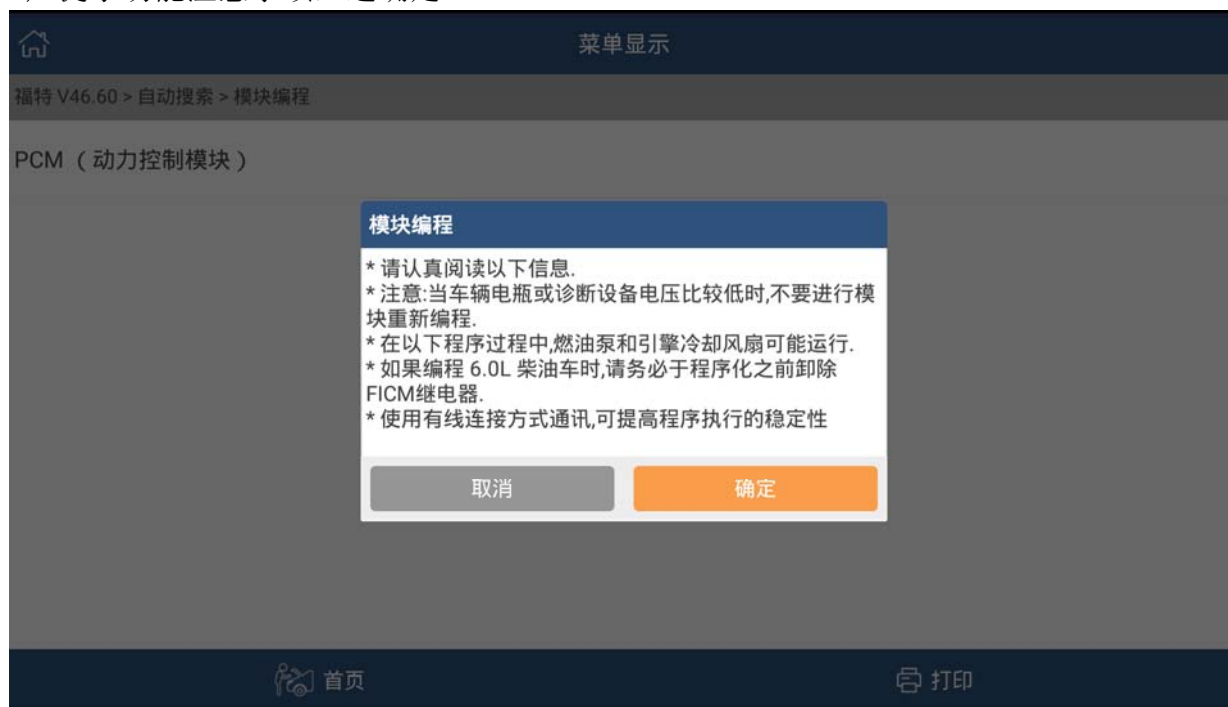 菜单显示
福特 V46.60 > 自动搜索 > 模块编程
PCM （ 动力控制模块 ）
模块编程
* 请认真阅读以下信息.
* 注意:当车辆电瓶或诊断设备电压比较低时,不要进行模
块重新编程.
* 在以下程序过程中,燃油泵和引擎冷却风扇可能运行.
* 如果编程 6.0L 柴油车时,请务必于程序化之前卸除
FICM继电器.
* 使用有线连接方式通讯,可提高程序执行的稳定性
取消
确定
首页
打印